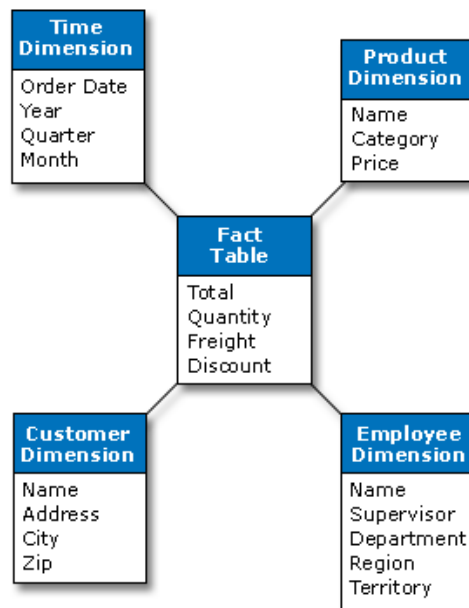 Time
Dimension
Order Date
Year
Quarter
Month
Product
Dimension
Name
Category
Price
Fact
Table
Total
Quantity
Freight
Discount
Customer
Dimension
Name
Address
City
Zip
Employee
Dimension
Name
Supervisor
Department
Region
Territory